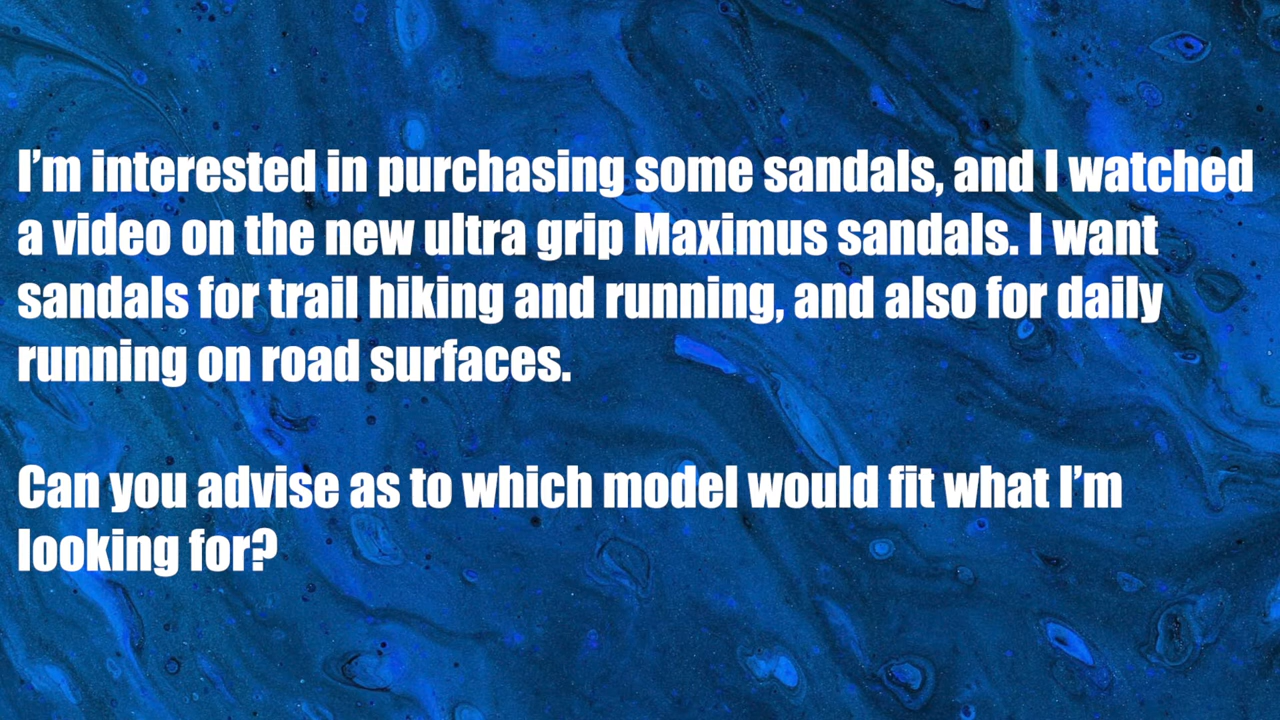 I’m interested in purchasing some sandals, and I watched
a video on the new ultra grip Maximus sandals. I want
sandals for trail hiking and running, and also for daily
running on road surfaces.
Can you advise as to which model would fit what I’m
looking for?